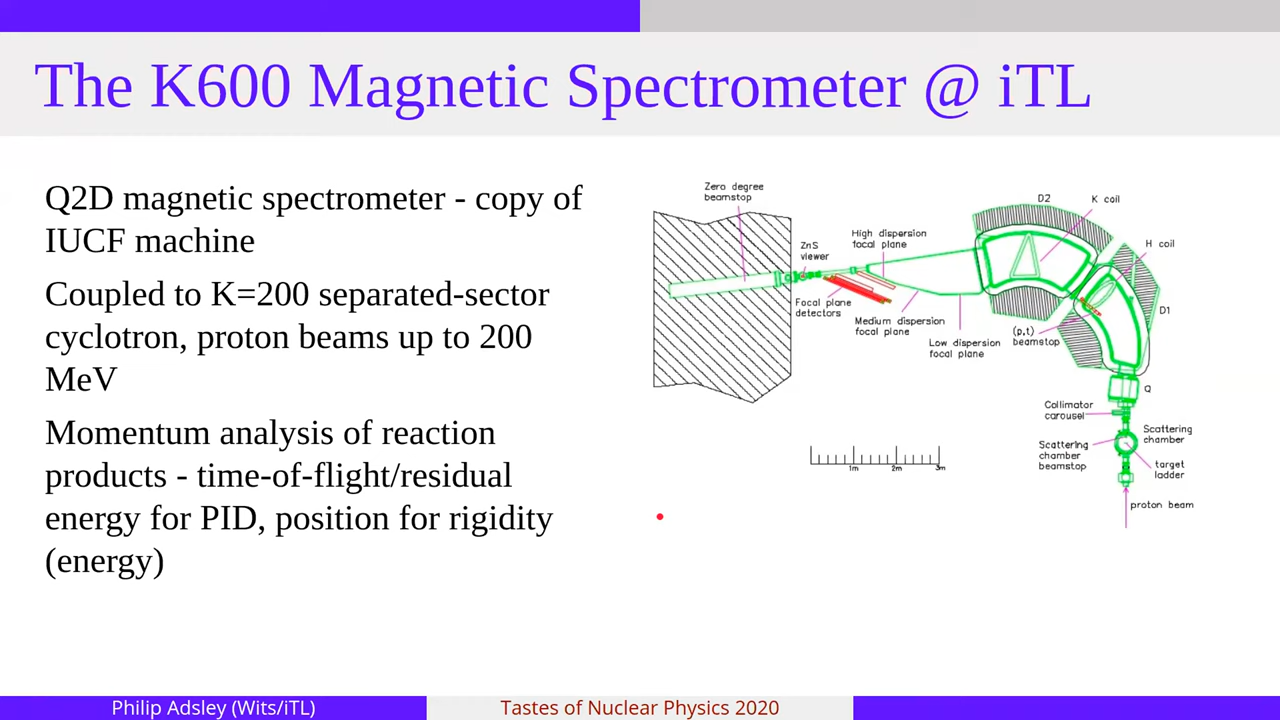 The K600 Magnetic Spectrometer @ iTL
Q2D magnetic spectrometer - copy of
IUCF machine
Coupled to K=200 separated-sector
cyclotron, proton beams up to 200
MeV
Momentum analysis of reaction
products - time-of-flight/residual
energy for PID, position for rigidity
(energy)
Zero degree
beamstop
ZnS
viewer
High dispersion
focal plane
D2
K coil
H coil
Focal plane
detectors
Medium dispersion
focal plane
Low dispersion
focal plane
(p,t)
beamstop
D1
Q
Collimator
carousel
Scattering
chamber
Scattering
chamber
beamstop
target
ladder
1m 2m 3m
proton beam
Philip Adsley (Wits/iTL)
Tastes of Nuclear Physics 2020